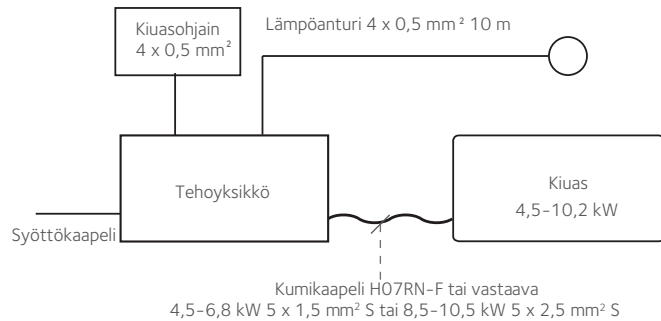 Kiuasohjain
4 x 0,5 mm²
Lämpöanturi 4 x 0,5 mm² 10 m
Tehoyksikkö
Kiuas
4,5-10,2 kW
Syöttökaapeli
Kumikaapeli H07RN-F tai vastaava
4,5-6,8 kW 5 x 1,5 mm² S tai 8,5-10,5 kW 5 x 2,5 mm² S